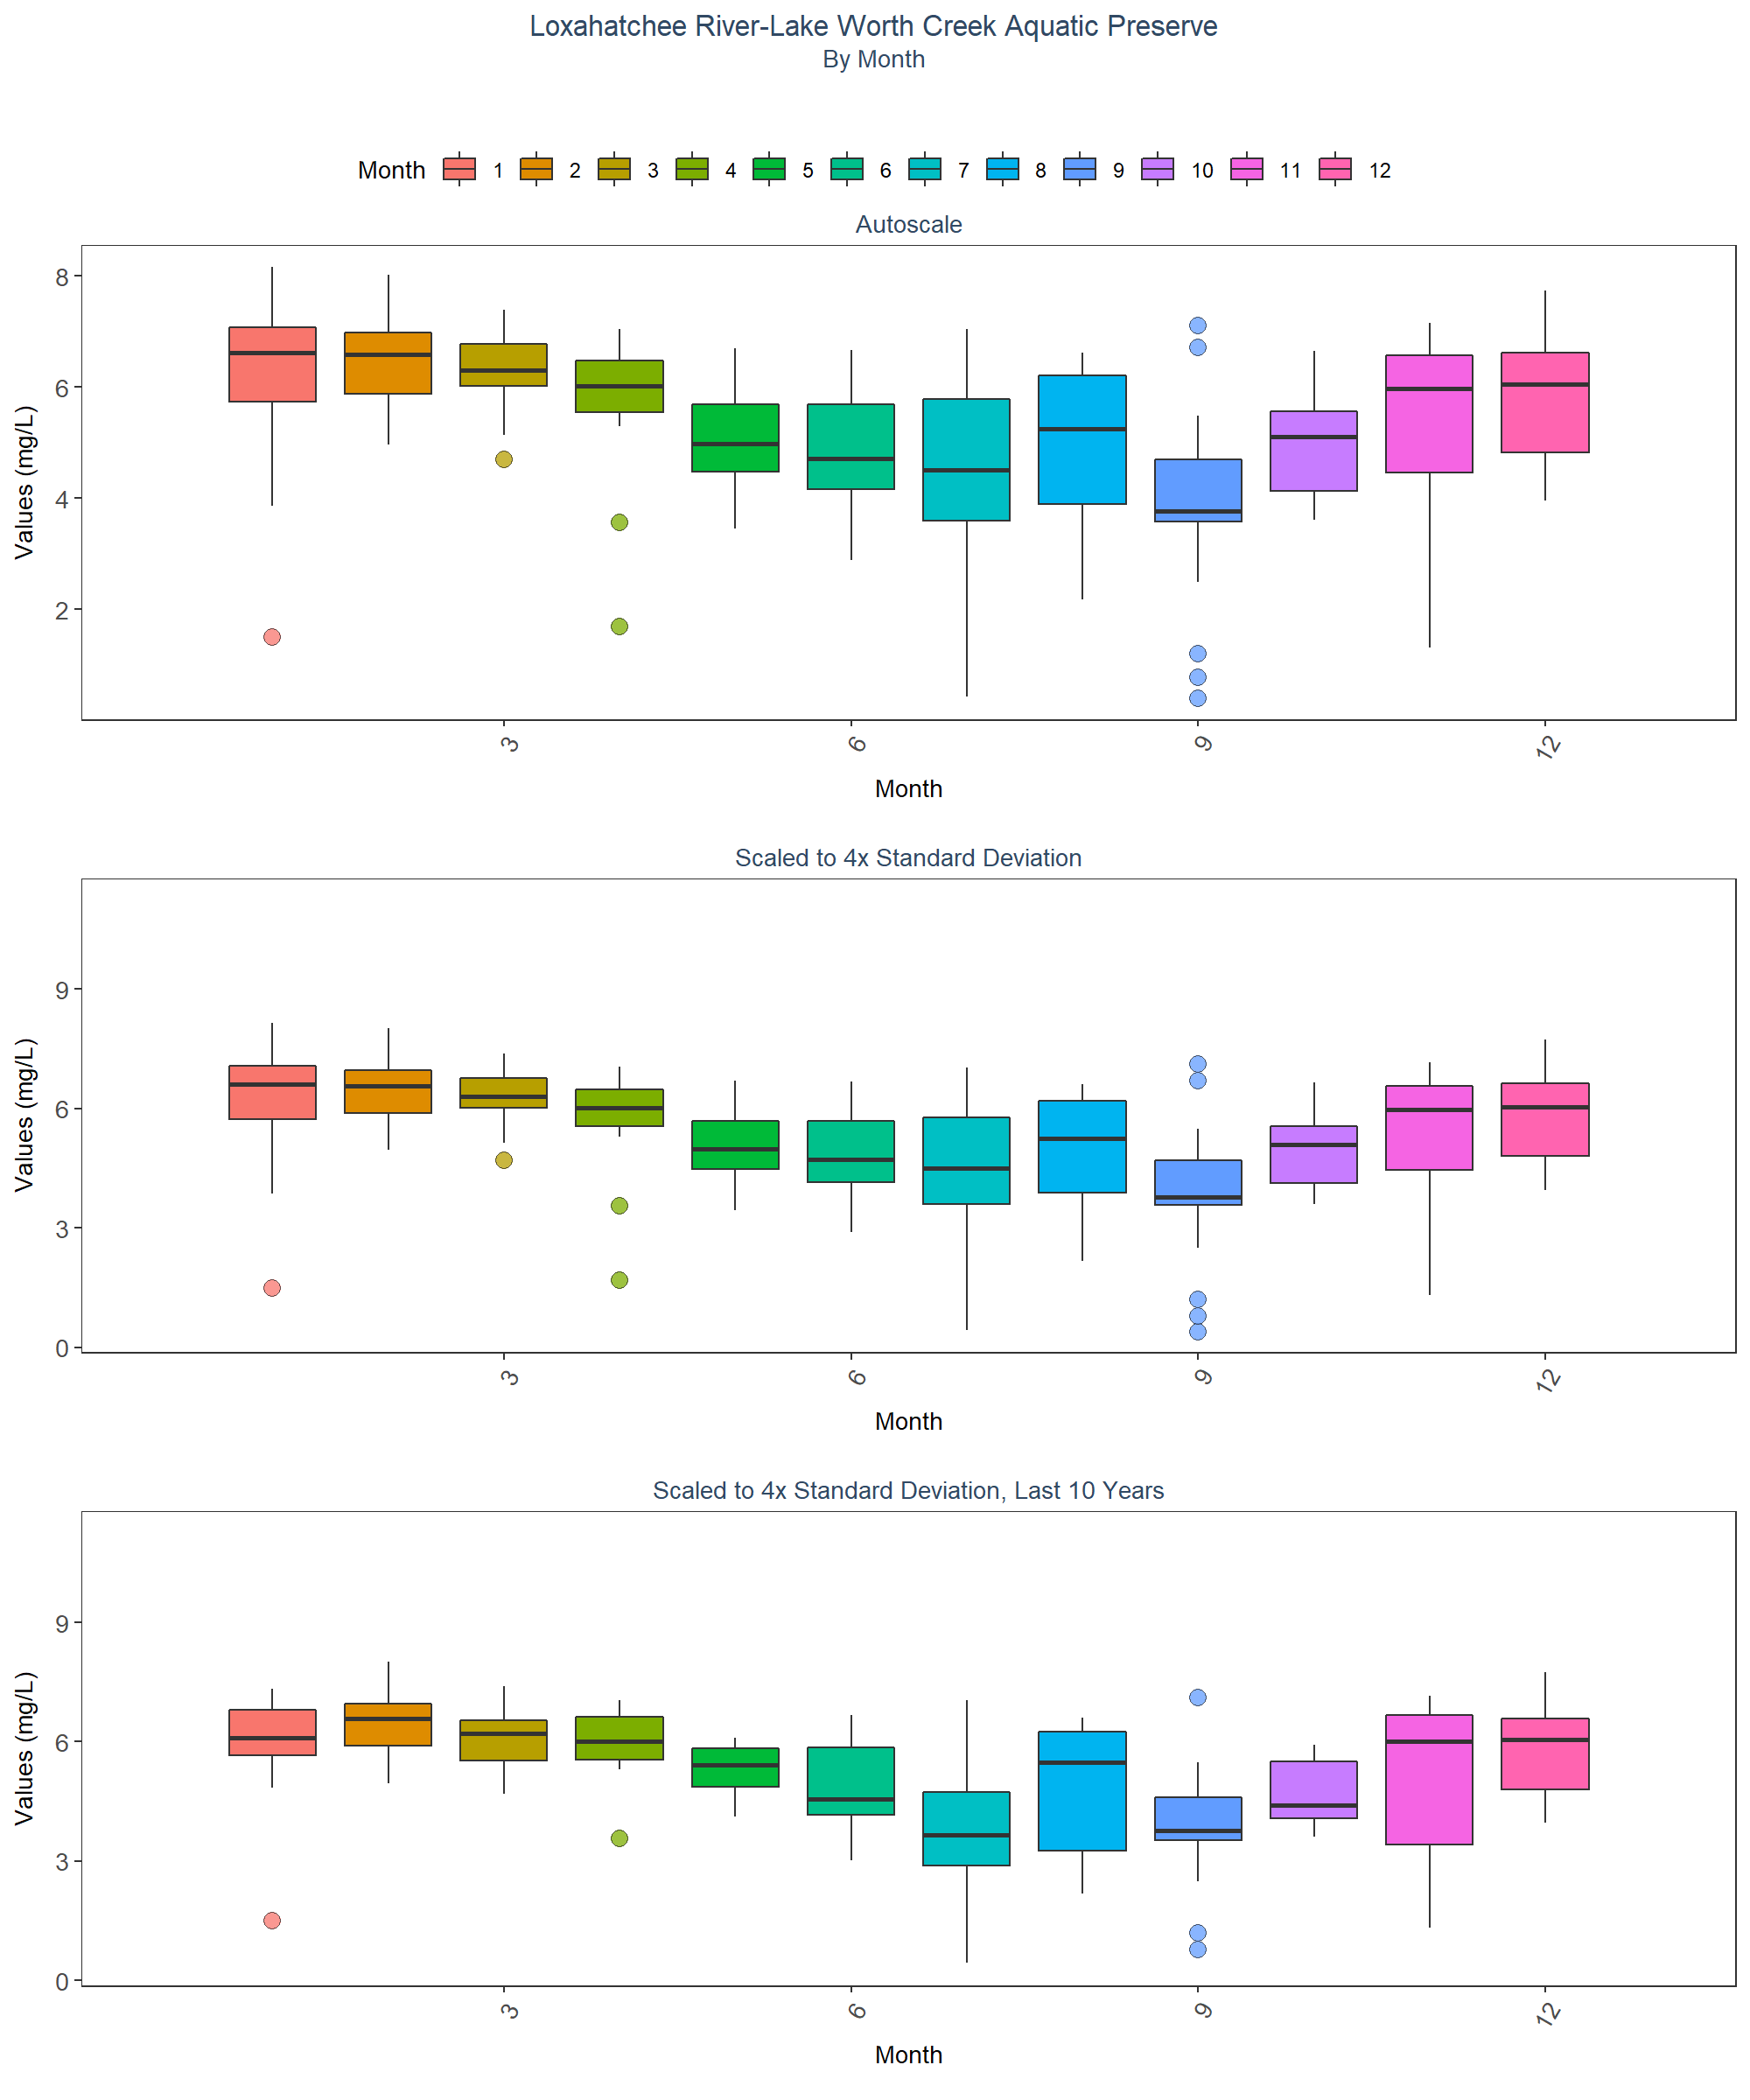 Loxahatchee River-Lake Worth Creek Aquatic Preserve
By Month
Month 1 2 3 4 5 6 7 8 9 10 11 12
Autoscale
Values (mg/L)
8
6
4
2
3 6 9 12
Month
Scaled to 4x Standard Deviation
Values (mg/L)
9
6
3
0
3 6 9 12
Month
Scaled to 4x Standard Deviation, Last 10 Years
Values (mg/L)
9
6
3
0
3 6 9 12
Month